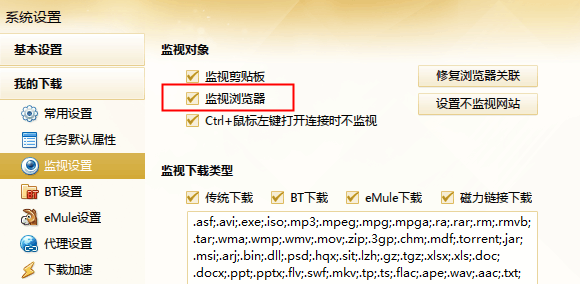 系统设置
基本设置
我的下载
常用设置
任务默认属性
监视设置
BT设置
eMule设置
代理设置
下载加速
监视对象
监视剪贴板
修复浏览器关联
监视浏览器
设置不监视网站
Ctrl+鼠标左键打开连接时不监视
监视下载类型
传统下载 BT下载 eMule下载 磁力链接下载
.asf;.avi;.exe;.iso;.mp3;.mpeg;.mpg;.mpga;.ra;.rar;.rm;.rmvb;
.tar;.wma;.wmp;.wmv;.mov;.zip;.3gp;.chm;.mdf;.torrent;.jar;
.msi;.arj;.bin;.dll;.psd;.hqx;.sit;.lzh;.gz;.tgz;.xlsx;.xls;.doc;
.docx;.ppt;.pptx;.flv;.swf;.mkv;.tp;.ts;.flac;.ape;.wav;.aac;.txt;